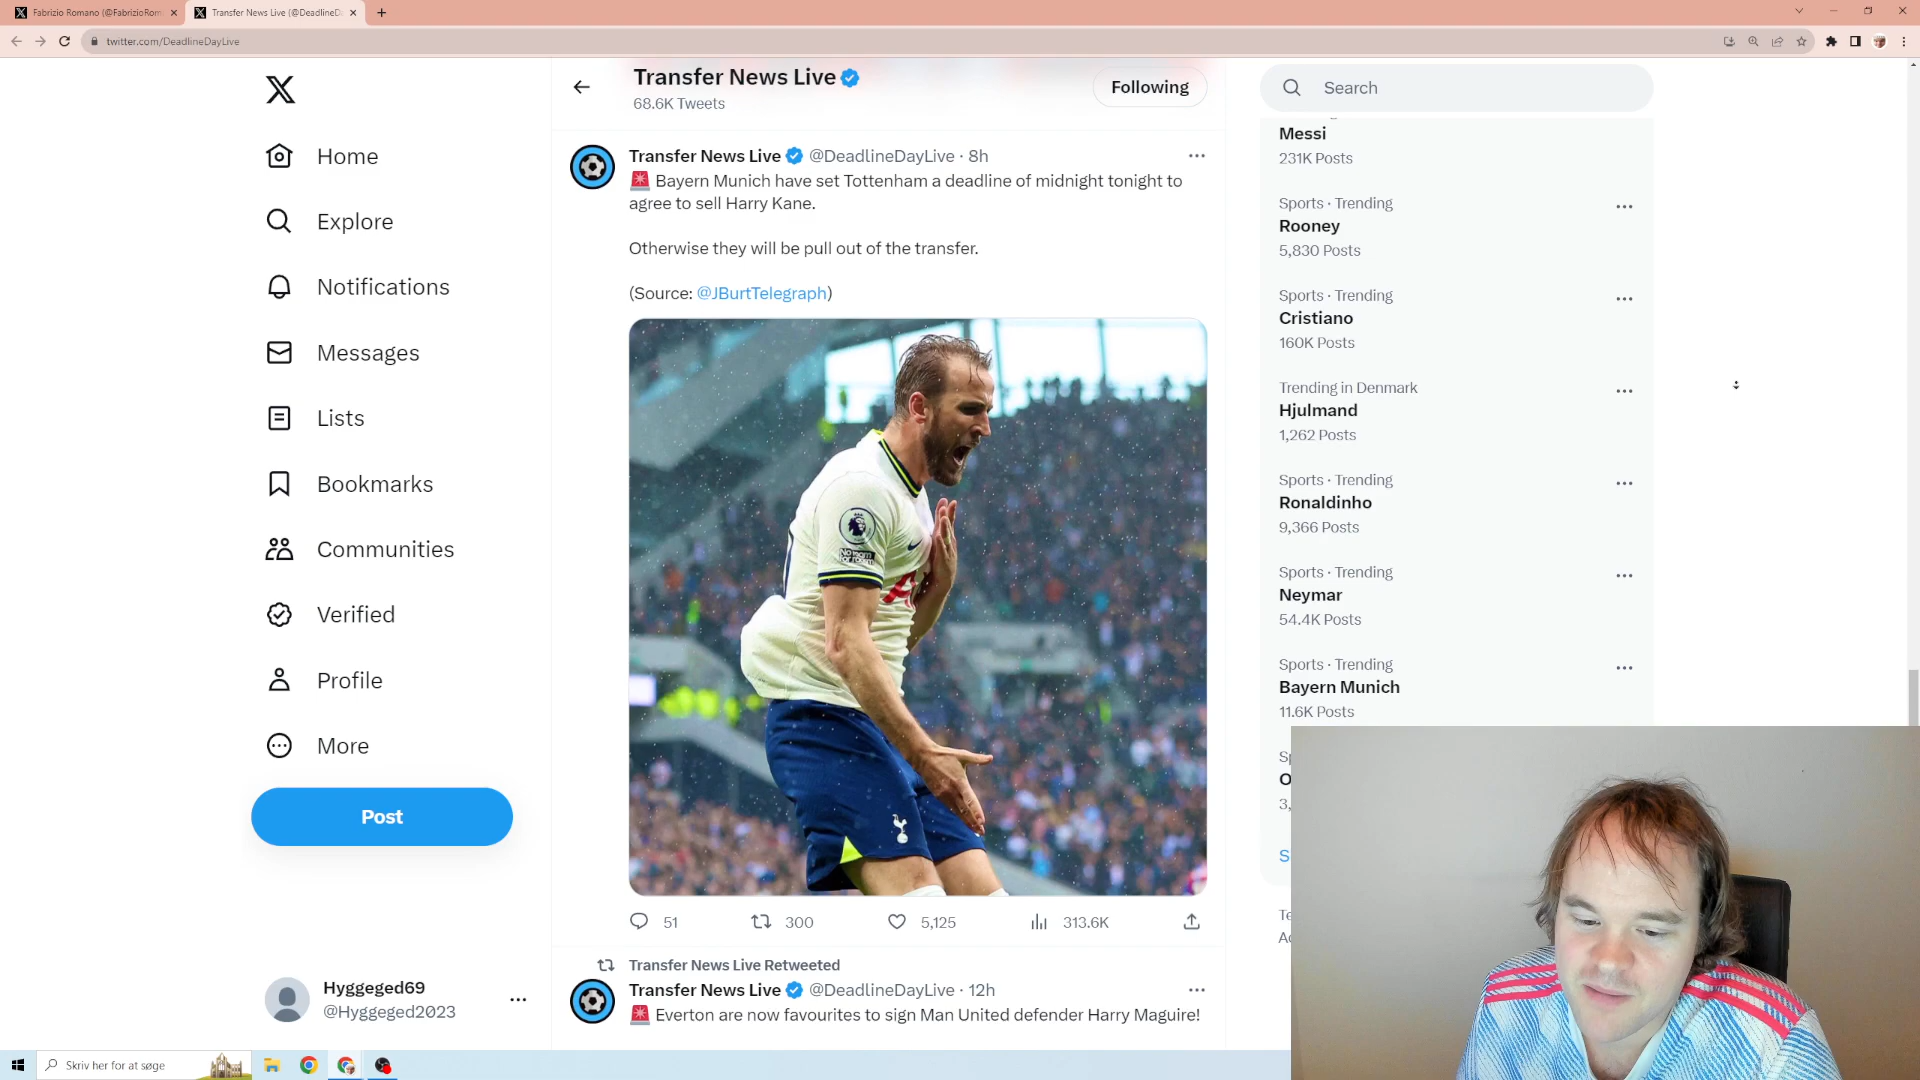 Fabrizio Romano (@FabrizioRom
Transfer News Live (@DeadlineDa
twitter.com/DeadlineDayLive
Home
Explore
Notifications
Messages
Lists
Bookmarks
Communities
Verified
Profile
More
Post
Hyggeged69
@Hyggeged2023
Transfer News Live
68.6K Tweets
Following
Transfer News Live @DeadlineDayLive · 8h
🚨 Bayern Munich have set Tottenham a deadline of midnight tonight to
agree to sell Harry Kane.
Otherwise they will be pull out of the transfer.
(Source: @JBurtTelegraph)
51
300
5,125
313.6K
Transfer News Live Retweeted
Transfer News Live @DeadlineDayLive · 12h
🚨 Everton are now favourites to sign Man United defender Harry Maguire!
Search
Messi
231K Posts
Sports · Trending
Rooney
5,830 Posts
Sports · Trending
Cristiano
160K Posts
Trending in Denmark
Hjulmand
1,262 Posts
Sports · Trending
Ronaldinho
9,366 Posts
Sports · Trending
Neymar
54.4K Posts
Sports · Trending
Bayern Munich
11.6K Posts
Skriv her for at søge